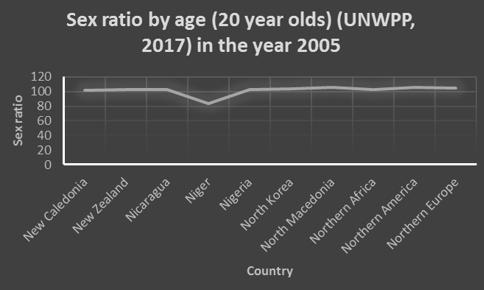 Sex ratio by age (20 year olds) (UNWPP,
2017) in the year 2005
120
100
80
60
40
20
0
Sex ratio
New Caledonia
New Zealand
Nicaragua
Niger
Nigeria
North Korea
North Macedonia
Northern Africa
Northern America
Northern Europe
Country